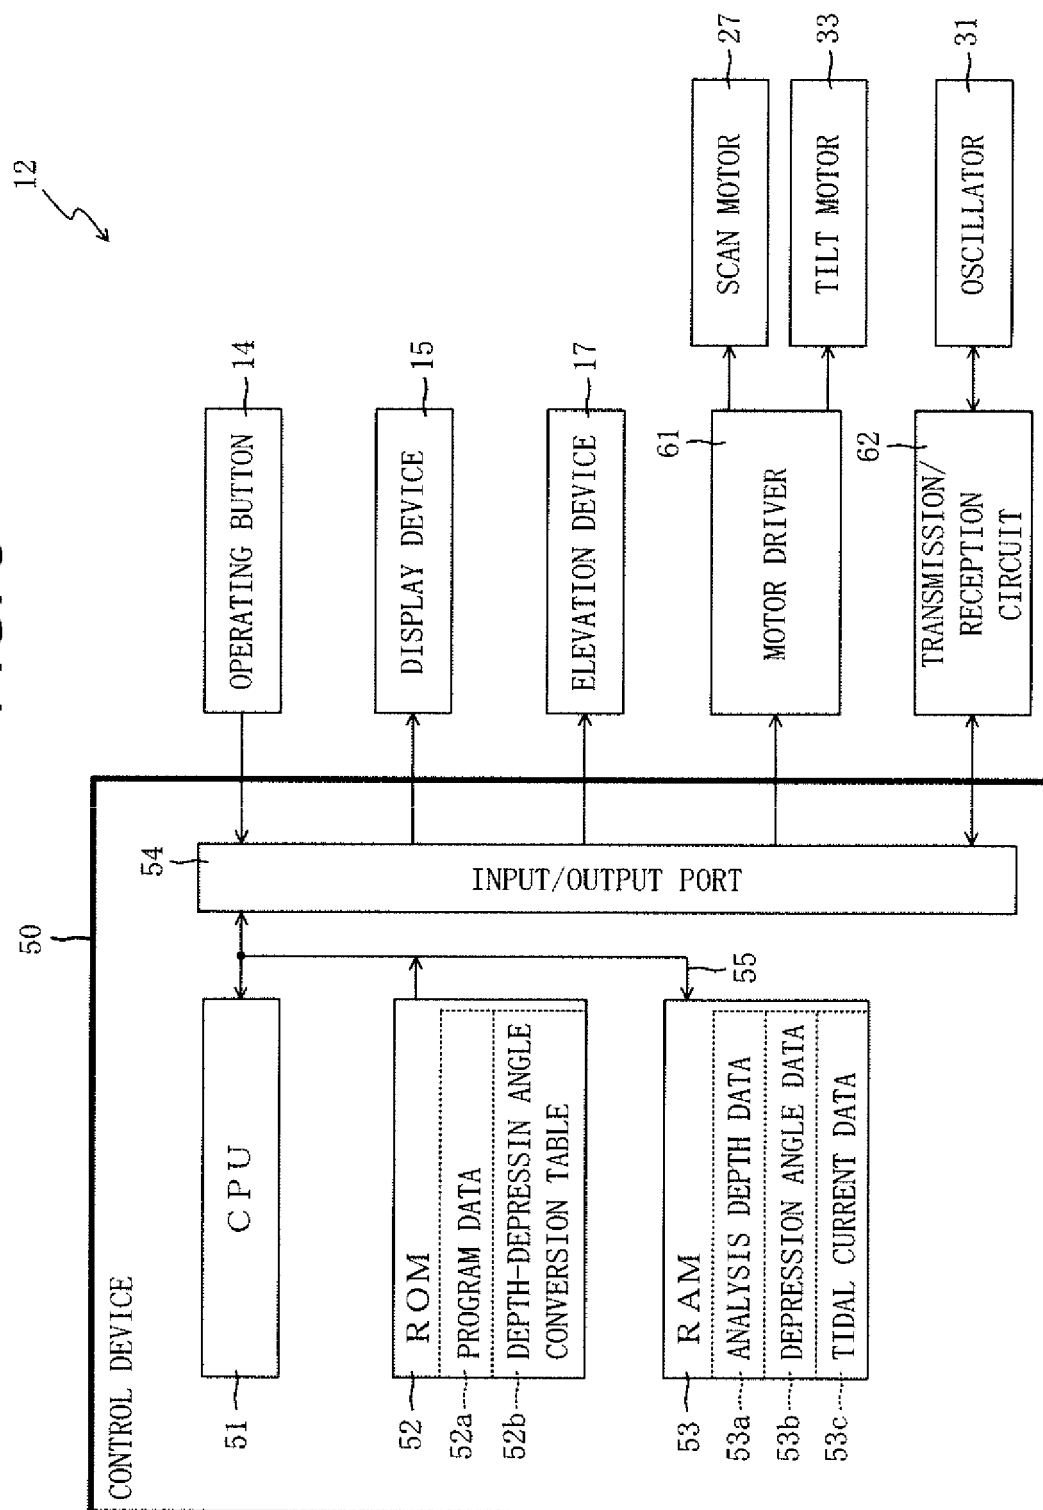 12
CONTROL DEVICE
50
51
CPU
52
ROM
52a
PROGRAM DATA
52b
DEPTH-DEPRESSIN ANGLE
CONVERSION TABLE
53
RAM
53a
ANALYSIS DEPTH DATA
53b
DEPRESSION ANGLE DATA
53c
TIDAL CURRENT DATA
55
54
INPUT/OUTPUT PORT
OPERATING BUTTON
14
DISPLAY DEVICE
15
ELEVATION DEVICE
17
61
MOTOR DRIVER
62
TRANSMISSION/
RECEPTION
CIRCUIT
SCAN MOTOR
27
TILT MOTOR
33
OSCILLATOR
31